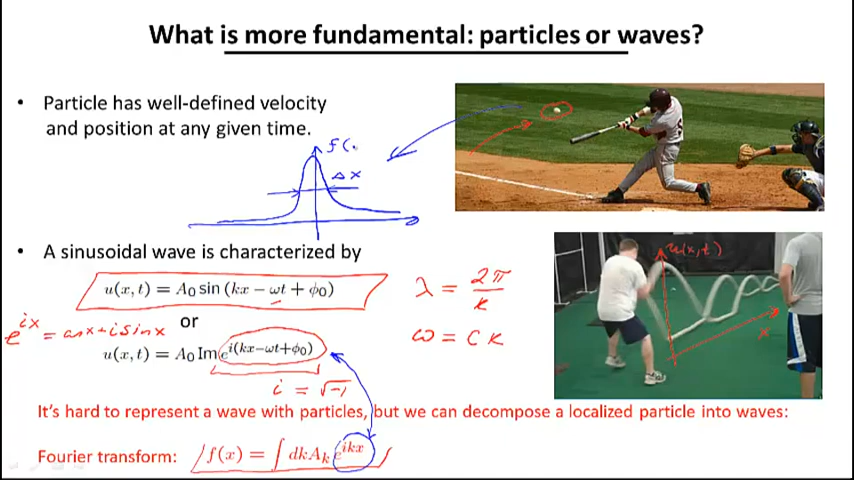 What is more fundamental: particles or waves?
• Particle has well-defined velocity
and position at any given time.
f(.
Δx
• A sinusoidal wave is characterized by
u(x, t) = A₀ sin (kx − ωt + ϕ₀)
or
e^{ix} = cos x + i sin x
u(x, t) = A₀ Im e^{i(kx−ωt+ϕ₀)}
i = √-1
λ = 2π/k
ω = c k
u(x,t)
x
It's hard to represent a wave with particles, but we can decompose a localized particle into waves:
Fourier transform: f(x) = ∫ dkA_k e^{ikx}